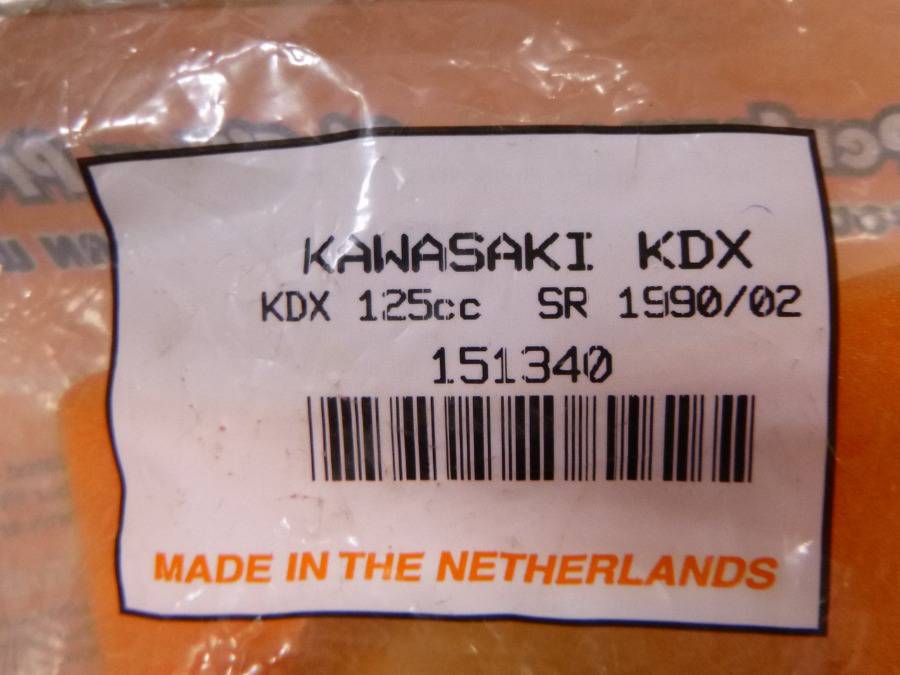 KAWASAKI KDX
KDX 125cc SR 1990/02
151340
MADE IN THE NETHERLANDS